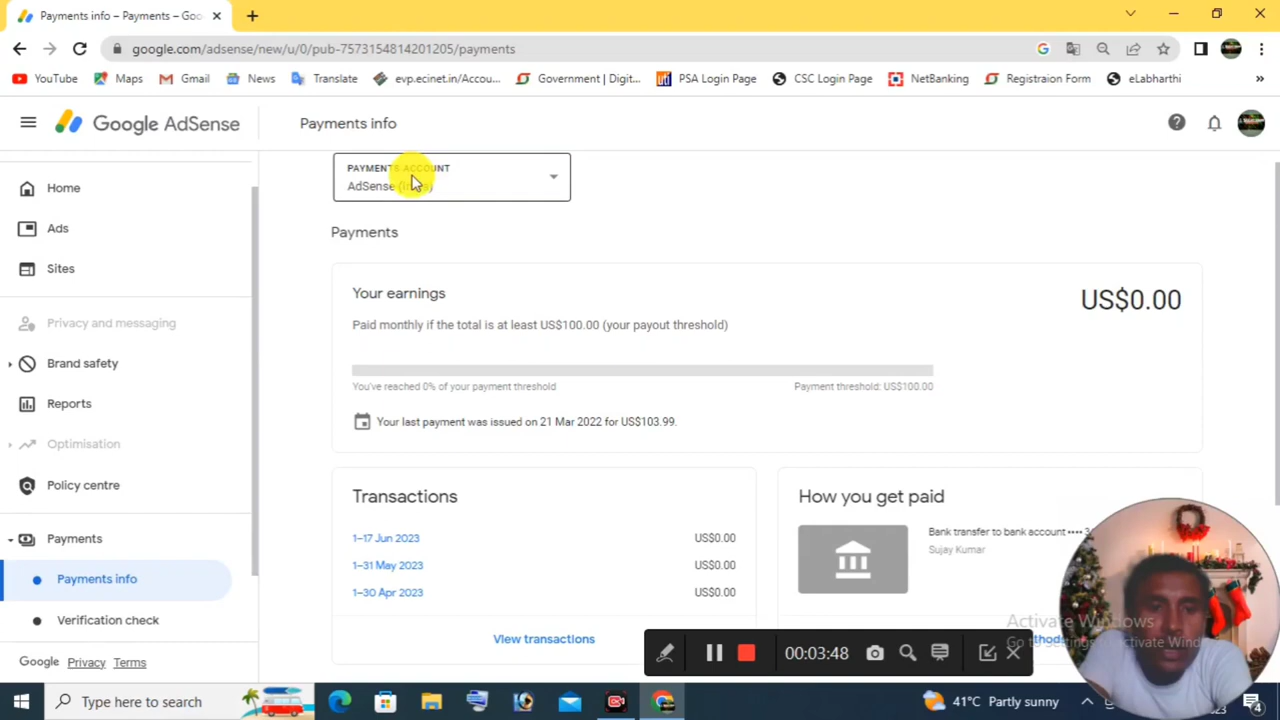 Payments info – Payments – Goo
google.com/adsense/new/u/0/pub-7573154814201205/payments
YouTube
Maps
Gmail
News
Translate
evp.ecinet.in/Accou...
Government | Digit...
PSA Login Page
CSC Login Page
NetBanking
Registraion Form
eLabharthi
»
Google AdSense
Payments info
PAYMENTS ACCOUNT
AdSense
Home
Ads
Sites
Privacy and messaging
Brand safety
Reports
Optimisation
Policy centre
Payments
Payments info
Verification check
Google Privacy Terms
Payments
Your earnings
US$0.00
Paid monthly if the total is at least US$100.00 (your payout threshold)
You've reached 0% of your payment threshold
Payment threshold: US$100.00
Your last payment was issued on 21 Mar 2022 for US$103.99.
Transactions
1–17 Jun 2023 US$0.00
1–31 May 2023 US$0.00
1–30 Apr 2023 US$0.00
View transactions
How you get paid
Bank transfer to bank account •••• 3
Sujay Kumar
Activate Windows
Go to Settings to activate Wind
00:03:48
Type here to search
41°C Partly sunny
4